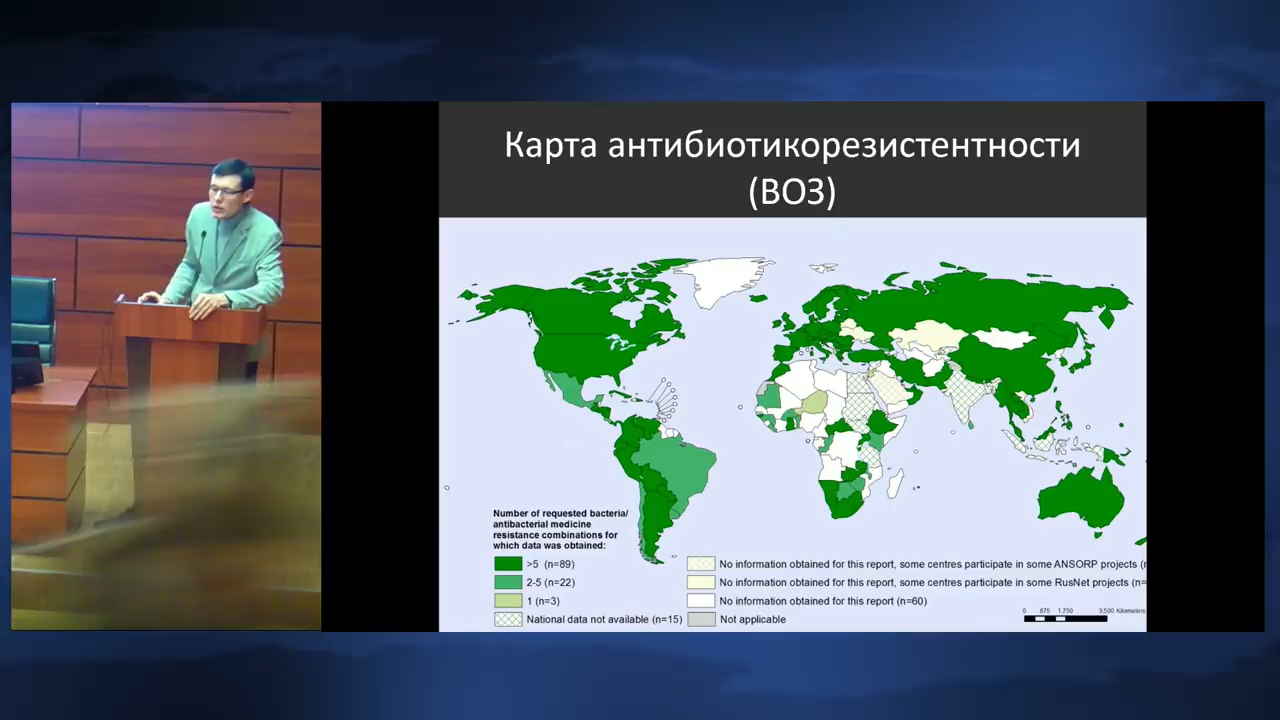 Карта антибиотикорезистентности
(ВОЗ)
Number of requested bacteria/
antibacterial medicine
resistance combinations for
which data was obtained:
>5 (n=89)
2-5 (n=22)
1 (n=3)
National data not available (n=15)
No information obtained for this report, some centres participate in some ANSORP projects (
No information obtained for this report, some centres participate in some RusNet projects (n=
No information obtained for this report (n=60)
Not applicable
0 875 1,750 3,500 Kilometers